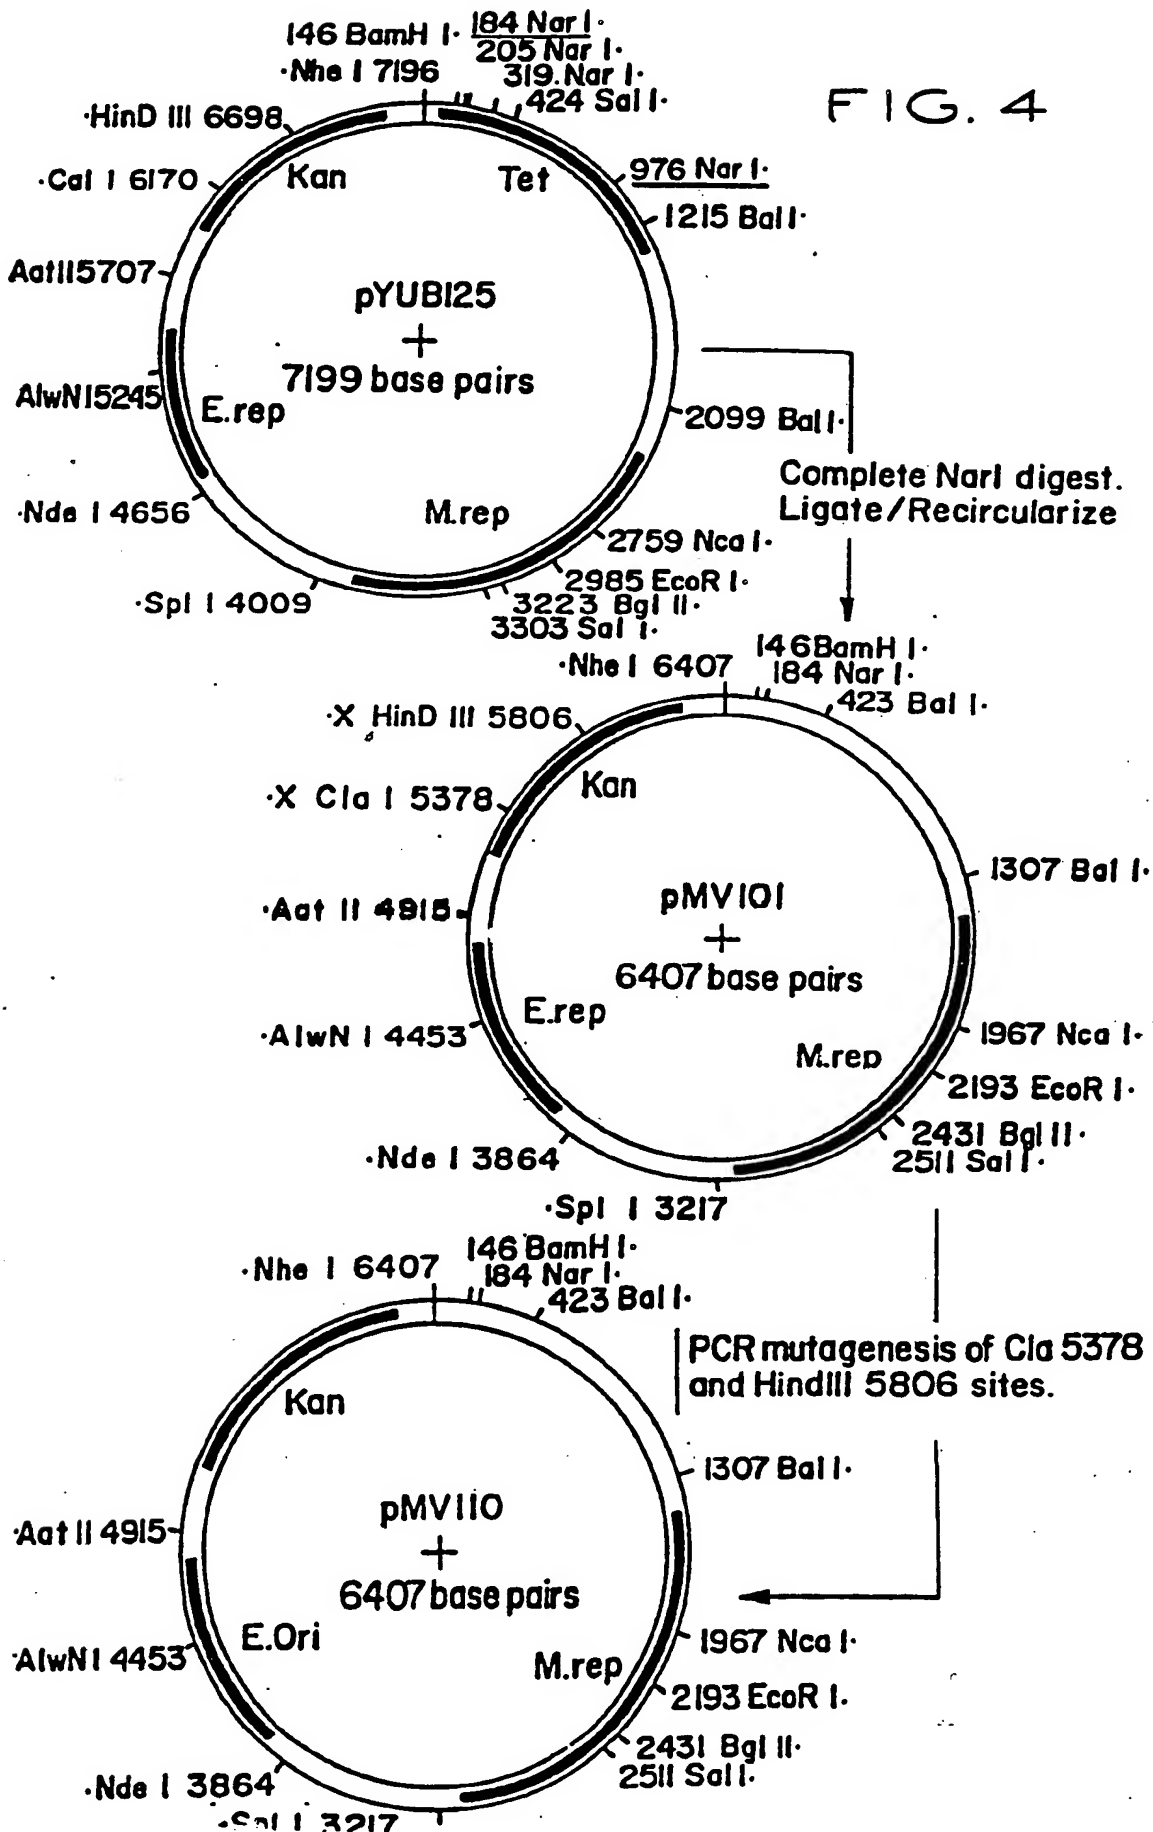 FIG. 4
146 BamH I·
184 Nar I·
205 Nar I·
·Nhe I 7196
319 Nar I·
424 Sal I·
·HinD III 6698
·Cal I 6170
Kan
Tet
976 Nar I·
1215 Bal I·
Aat II 5707
pYUB125
+
7199 base pairs
AlwN I 5245
E.rep
2099 Bal I·
Complete NarI digest.
Ligate/Recircularize
M.rep
·Nde I 4656
2759 Nca I·
2985 EcoR I·
·Spl I 4009
3223 Bgl II·
3303 Sal I·
146 BamH I·
·Nhe I 6407
184 Nar I·
423 Bal I·
·X HinD III 5806
Kan
·X Cla I 5378
1307 Bal I·
·Aat II 4915
pMV101
+
6407 base pairs
E.rep
·AlwN I 4453
1967 Nca I·
M.rep
2193 EcoR I·
2431 Bgl II·
·Nde I 3864
2511 Sal I·
·Spl I 3217
146 BamH I·
·Nhe I 6407
184 Nar I·
423 Bal I·
PCR mutagenesis of Cla 5378
and HindIII 5806 sites.
Kan
1307 Bal I·
·Aat II 4915
pMV110
+
6407 base pairs
E.Ori
·AlwN I 4453
1967 Nca I·
M.rep
2193 EcoR I·
2431 Bgl II·
2511 Sal I·
·Nde I 3864
·Spl I 3217